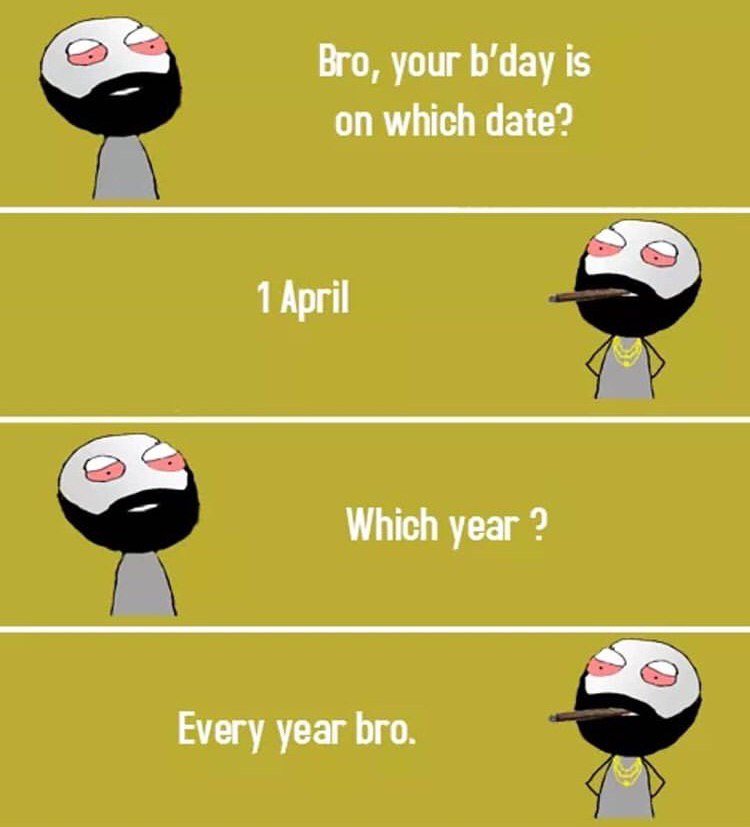 Bro, your b'day is
on which date?
1 April
Which year ?
Every year bro.